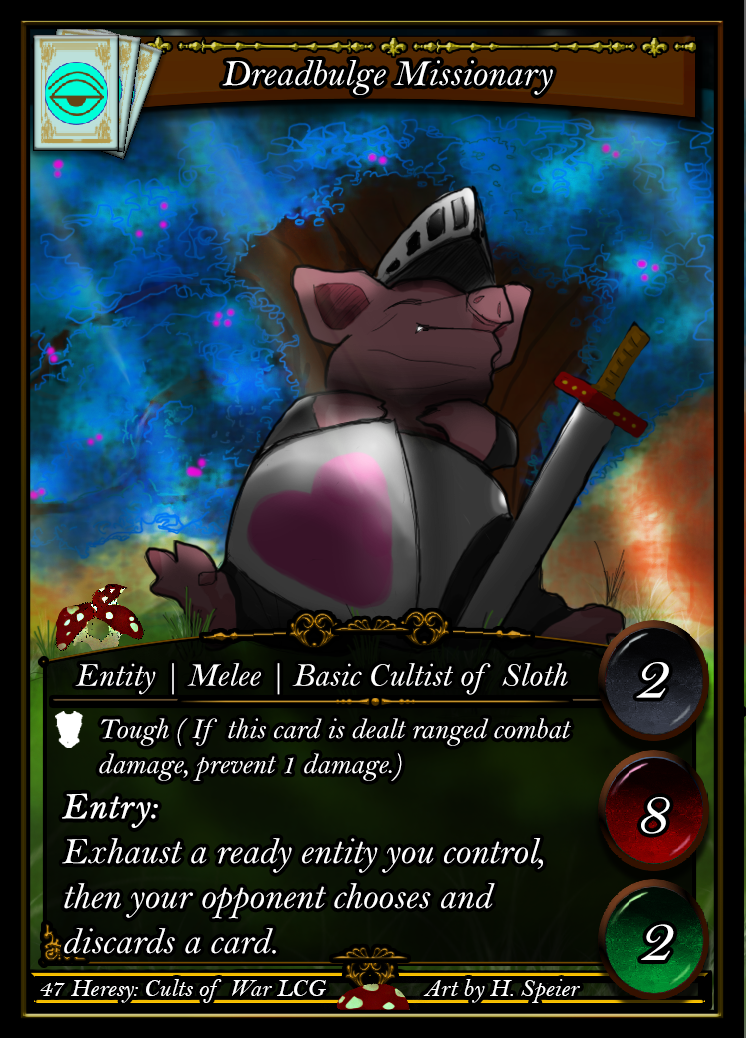 Dreadbulge Missionary
Entity | Melee | Basic Cultist of Sloth
2
Tough ( If this card is dealt ranged combat
damage, prevent 1 damage.)
8
Entry:
Exhaust a ready entity you control,
then your opponent chooses and
discards a card.
2
47 Heresy: Cults of War LCG
Art by H. Speier